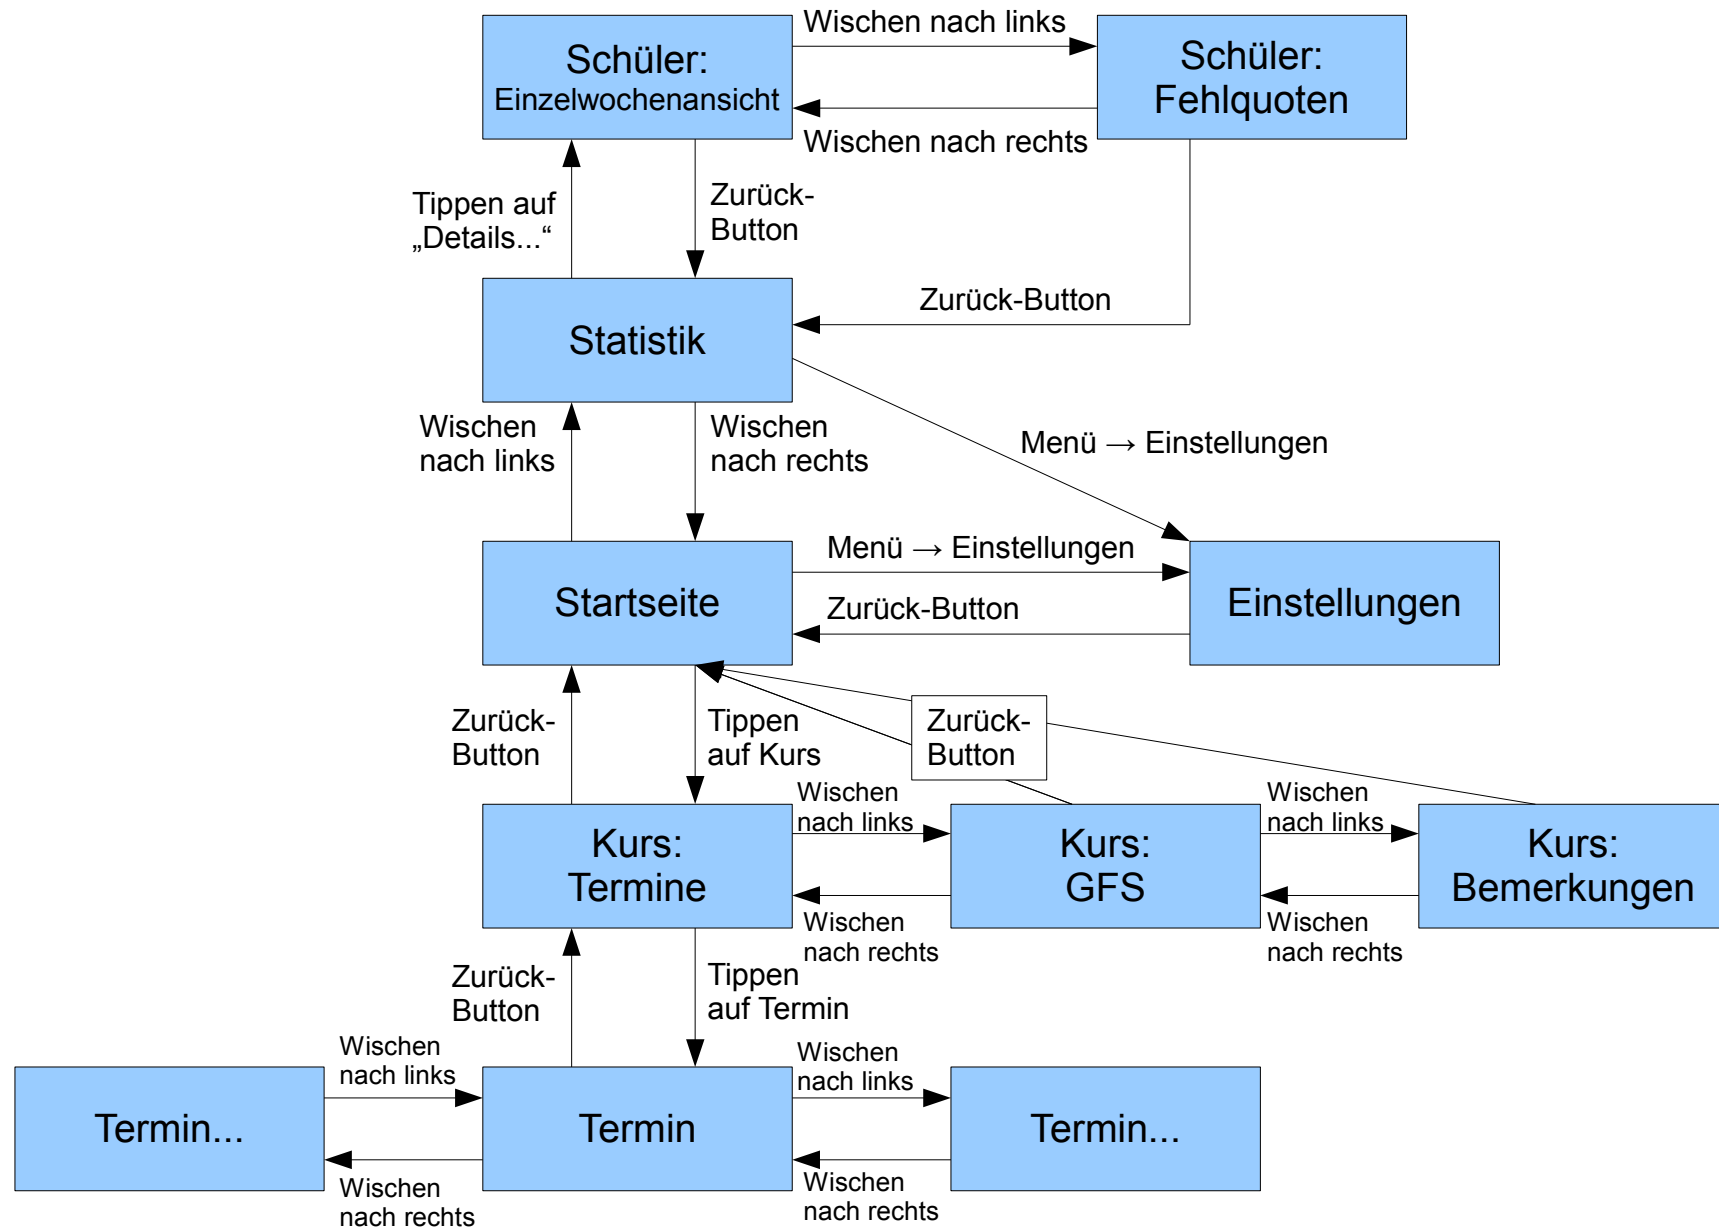 Wischen nach links
Schüler:
Einzelwochenansicht
Schüler:
Fehlquoten
Wischen nach rechts
Tippen auf
„Details...“
Zurück-
Button
Zurück-Button
Statistik
Wischen
nach links
Wischen
nach rechts
Menü → Einstellungen
Menü → Einstellungen
Startseite
Zurück-Button
Einstellungen
Zurück-
Button
Tippen
auf Kurs
Zurück-
Button
Wischen
nach links
Wischen
nach links
Kurs:
Termine
Kurs:
GFS
Kurs:
Bemerkungen
Wischen
nach rechts
Wischen
nach rechts
Zurück-
Button
Tippen
auf Termin
Wischen
nach links
Wischen
nach links
Termin...
Termin
Termin...
Wischen
nach rechts
Wischen
nach rechts